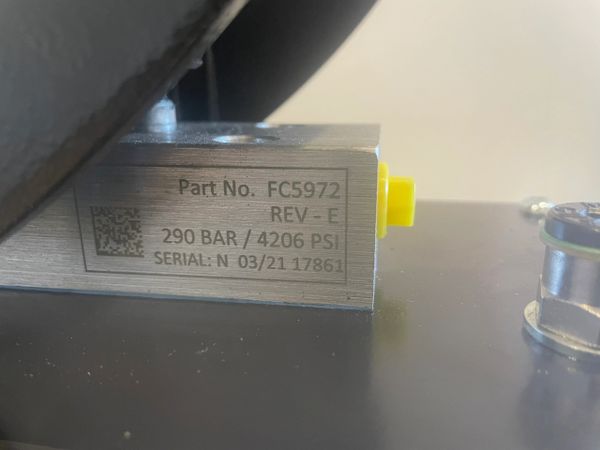 Part No. FC5972
REV - E
290 BAR / 4206 PSI
SERIAL: N 03/21 17861